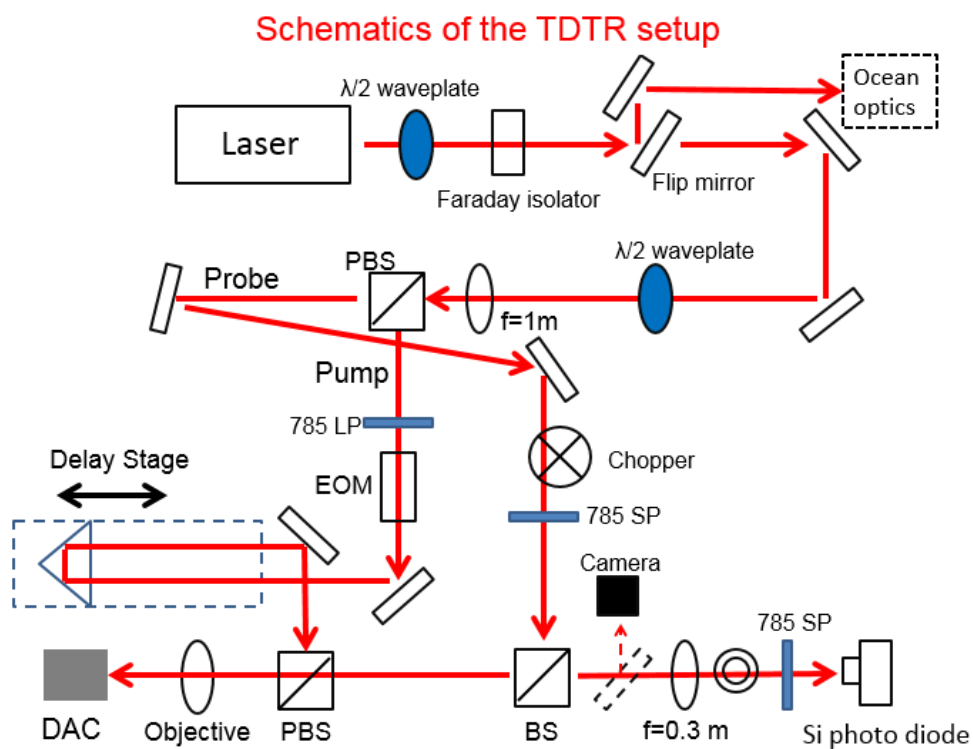 Schematics of the TDTR setup
λ/2 waveplate
Ocean
optics
Laser
Faraday isolator
Flip mirror
PBS
λ/2 waveplate
Probe
f=1m
Pump
785 LP
Delay Stage
EOM
Chopper
785 SP
Camera
785 SP
DAC
Objective
PBS
BS
f=0.3 m
Si photo diode